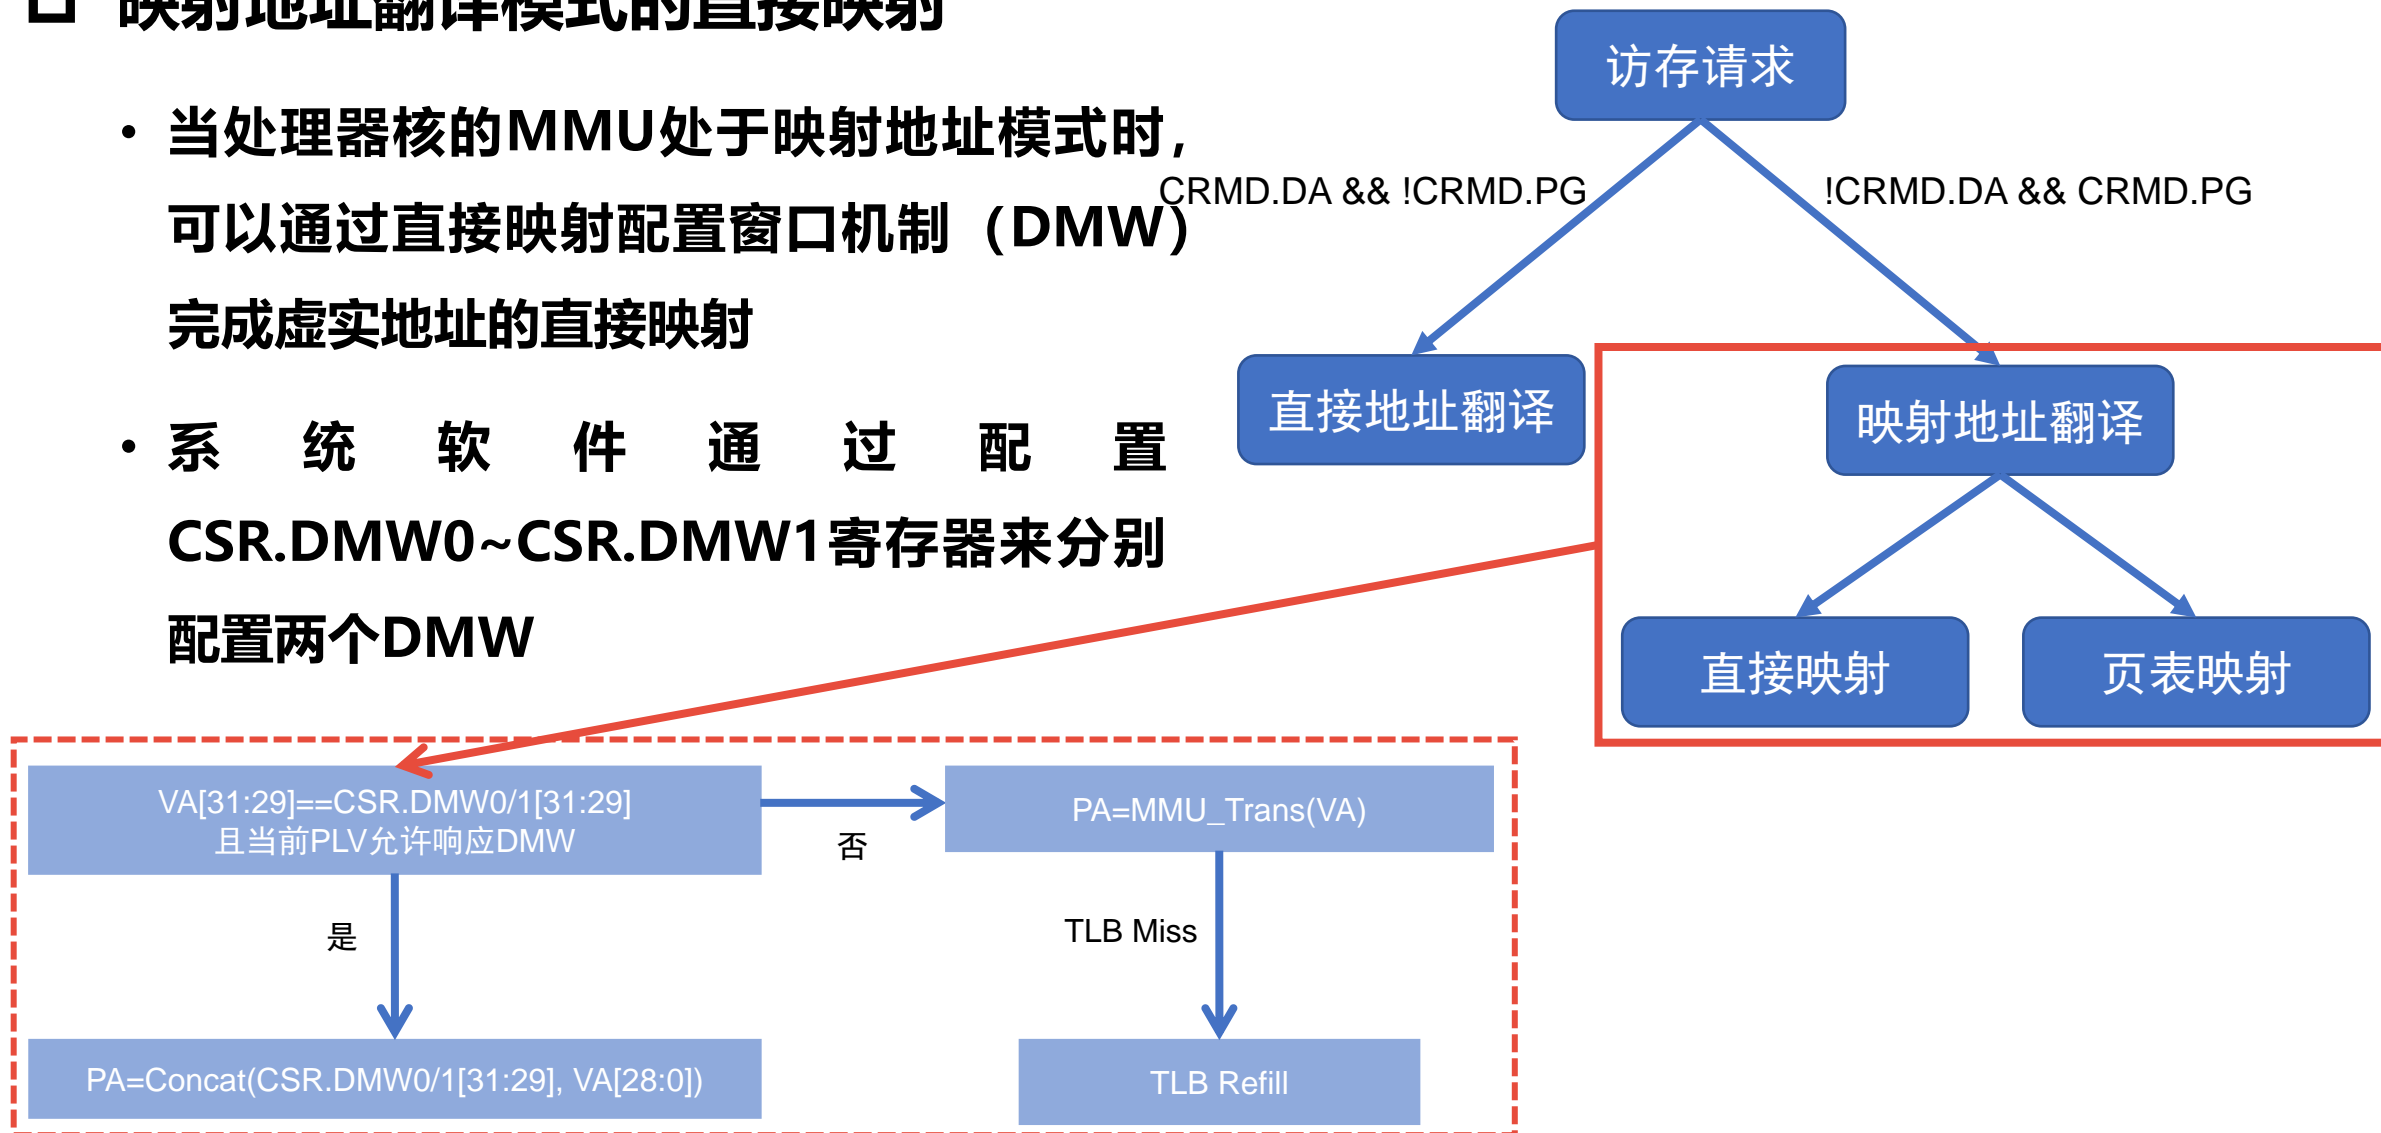 映射地址翻译模式的直接映射
• 当处理器核的MMU处于映射地址模式时，
可以通过直接映射配置窗口机制（DMW）
完成虚实地址的直接映射
• 系统软件通过配置
CSR.DMW0~CSR.DMW1寄存器来分别
配置两个DMW
访存请求
CRMD.DA && !CRMD.PG
!CRMD.DA && CRMD.PG
直接地址翻译
映射地址翻译
直接映射
页表映射
VA[31:29]==CSR.DMW0/1[31:29]
且当前PLV允许响应DMW
否
PA=MMU_Trans(VA)
是
TLB Miss
PA=Concat(CSR.DMW0/1[31:29], VA[28:0])
TLB Refill